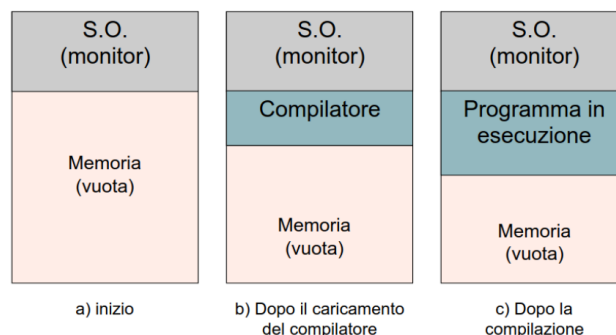 S.O.
(monitor)
Memoria
(vuota)
a) inizio
S.O.
(monitor)
Compilatore
Memoria
(vuota)
b) Dopo il caricamento
del compilatore
S.O.
(monitor)
Programma in
esecuzione
Memoria
(vuota)
c) Dopo la
compilazione